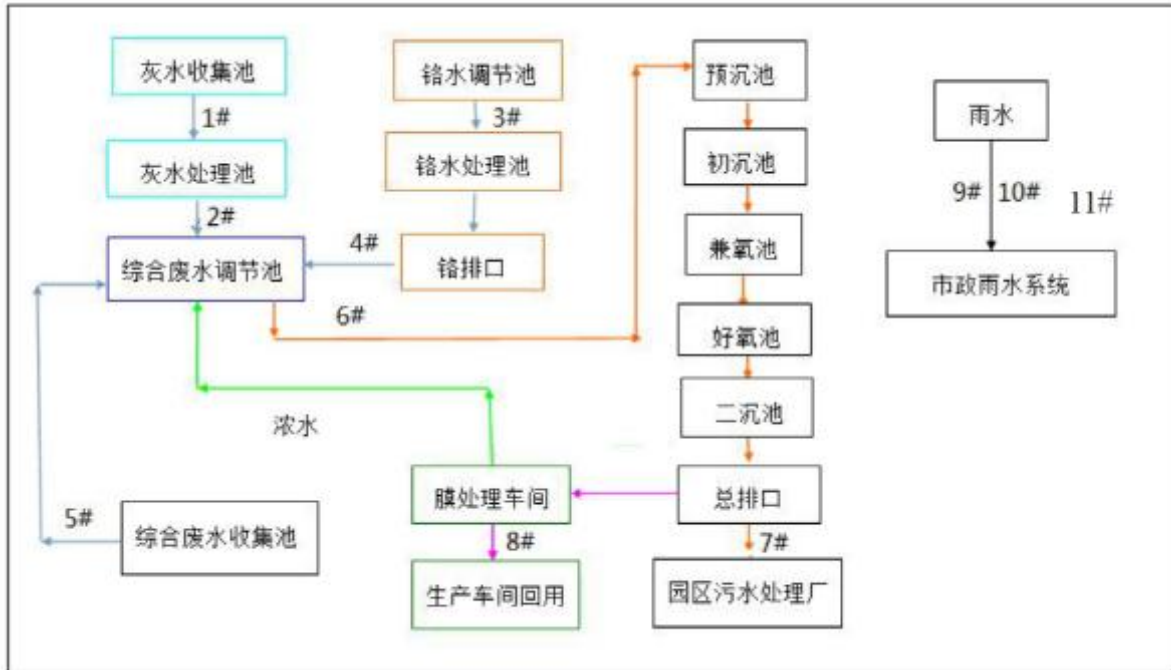 灰水收集池
铬水调节池
预沉池
雨水
1#
3#
灰水处理池
铬水处理池
初沉池
2#
9#
10#
11#
4#
综合废水调节池
铬排口
兼氧池
市政雨水系统
6#
好氧池
二沉池
浓水
膜处理车间
总排口
5#
综合废水收集池
8#
7#
生产车间回用
园区污水处理厂